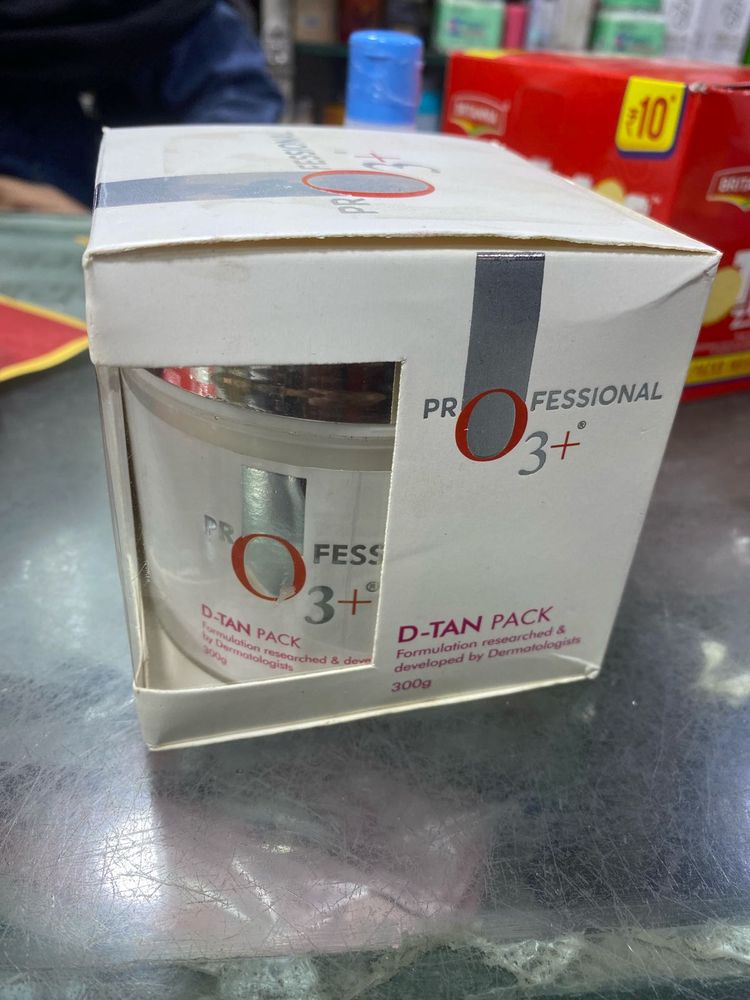 PROFESSIONAL
O3+
BRITANNIA
₹10*
PROFESSIONAL
O3+®
PROFESS
O3+®
D-TAN PACK
Formulation researched & deve
by Dermatologists
300g
D-TAN PACK
Formulation researched &
developed by Dermatologists
300g